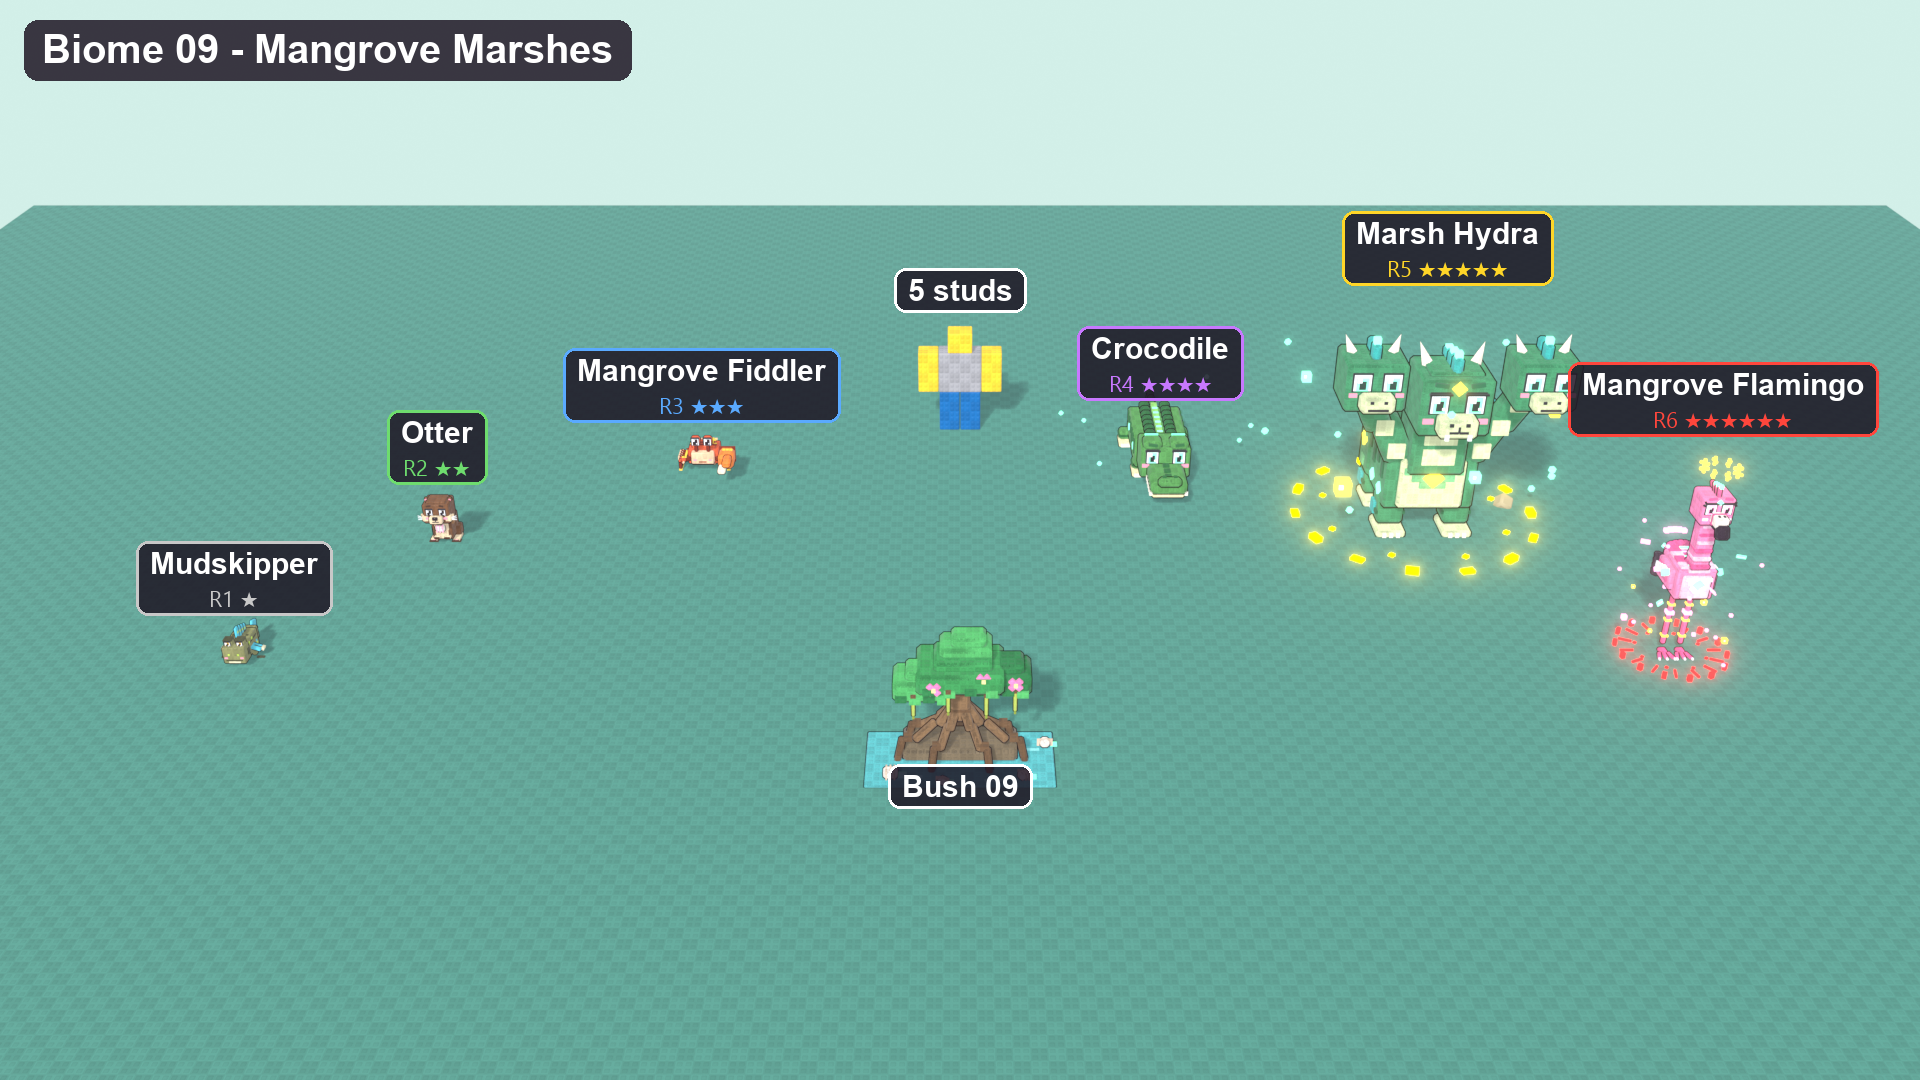 Biome 09 - Mangrove Marshes
Marsh Hydra
R5 ★★★★★
5 studs
Crocodile
R4 ★★★★
Mangrove Fiddler
R3 ★★★
Mangrove Flamingo
R6 ★★★★★★
Otter
R2 ★★
Mudskipper
R1 ★
Bush 09